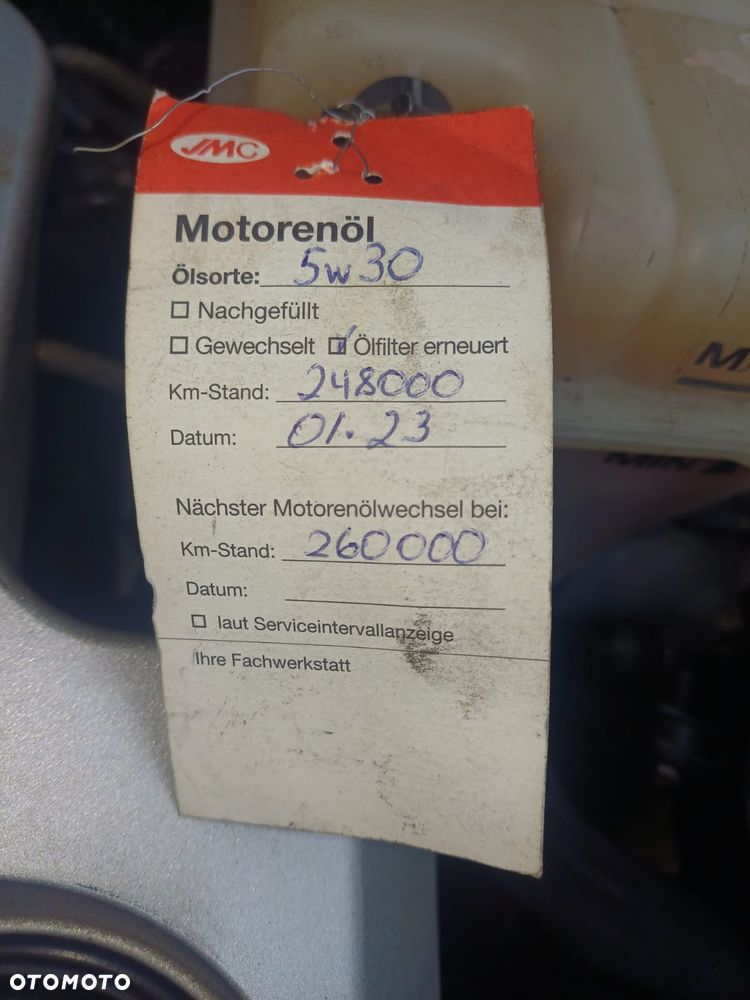 JMC
Motorenöl
Ölsorte: 5w30
☐ Nachgefüllt
☐ Gewechselt ☑ Ölfilter erneuert
Km-Stand: 248000
Datum: 01.23
Nächster Motorenölwechsel bei:
Km-Stand: 260000
Datum:
☐ laut Serviceintervallanzeige
Ihre Fachwerkstatt
MIN
OTOMOTO